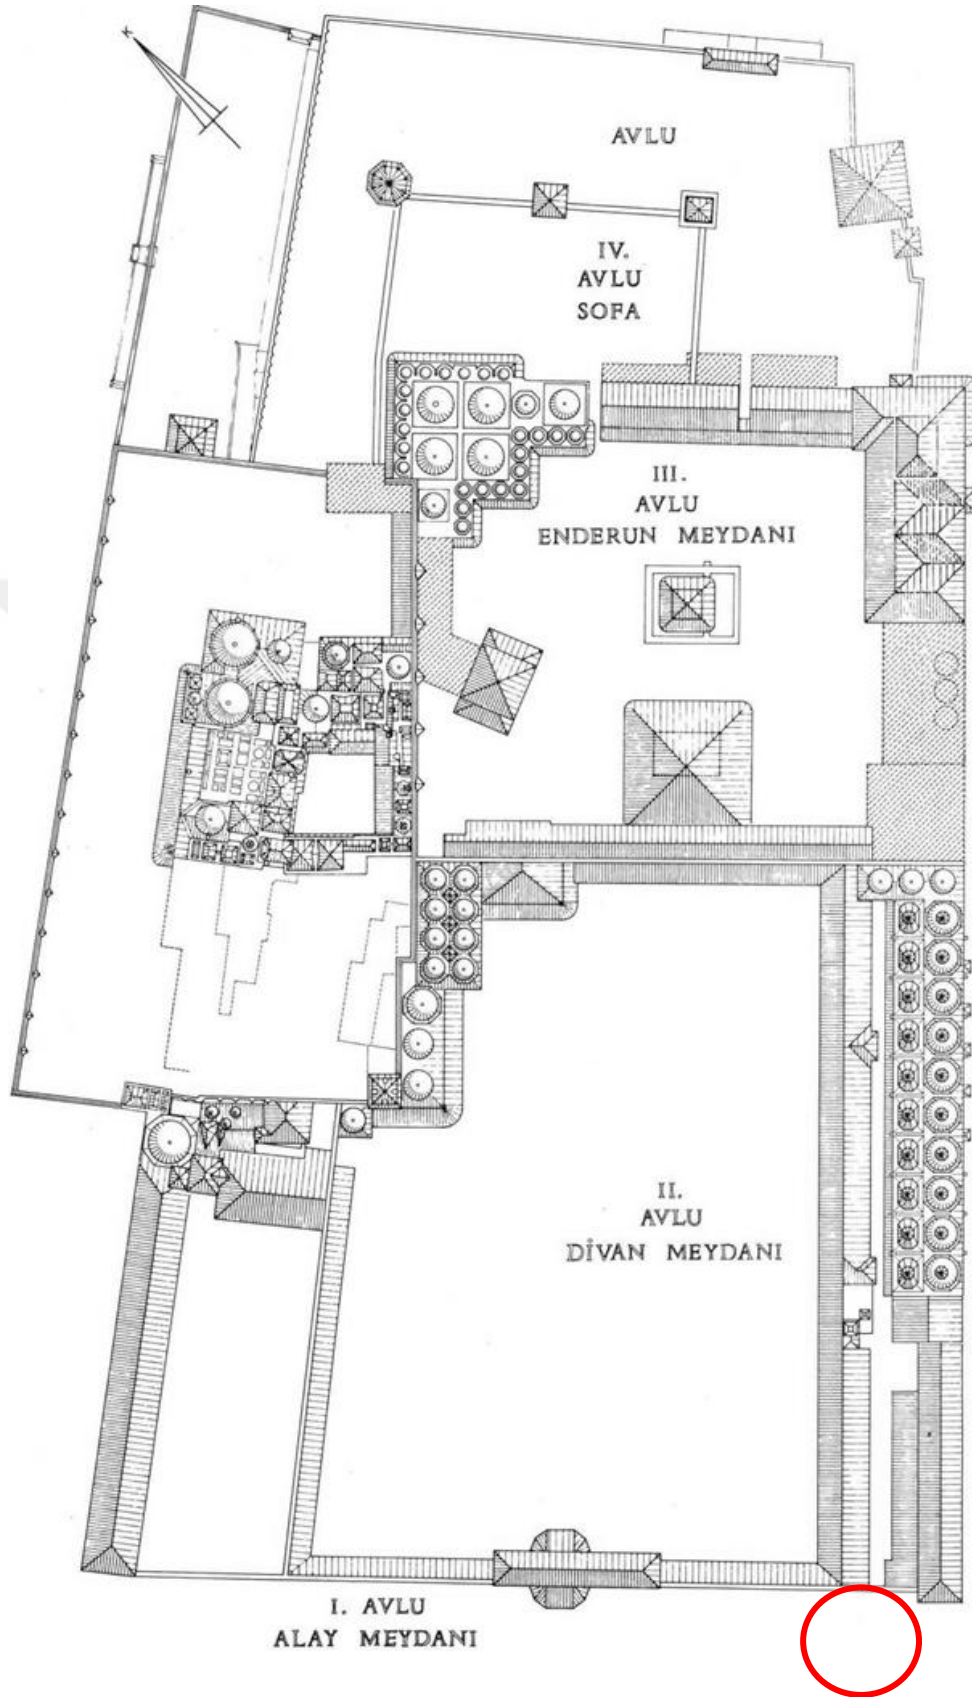 K
AVLU
IV.
AVLU
SOFA
III.
AVLU
ENDERUN MEYDANI
II.
AVLU
DİVAN MEYDANI
I. AVLU
ALAY MEYDANI